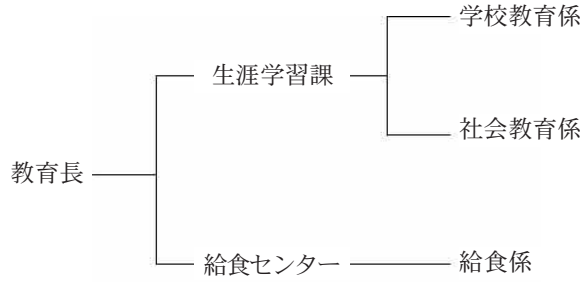 学校教育係
生涯学習課
社会教育係
教育長
給食センター
給食係